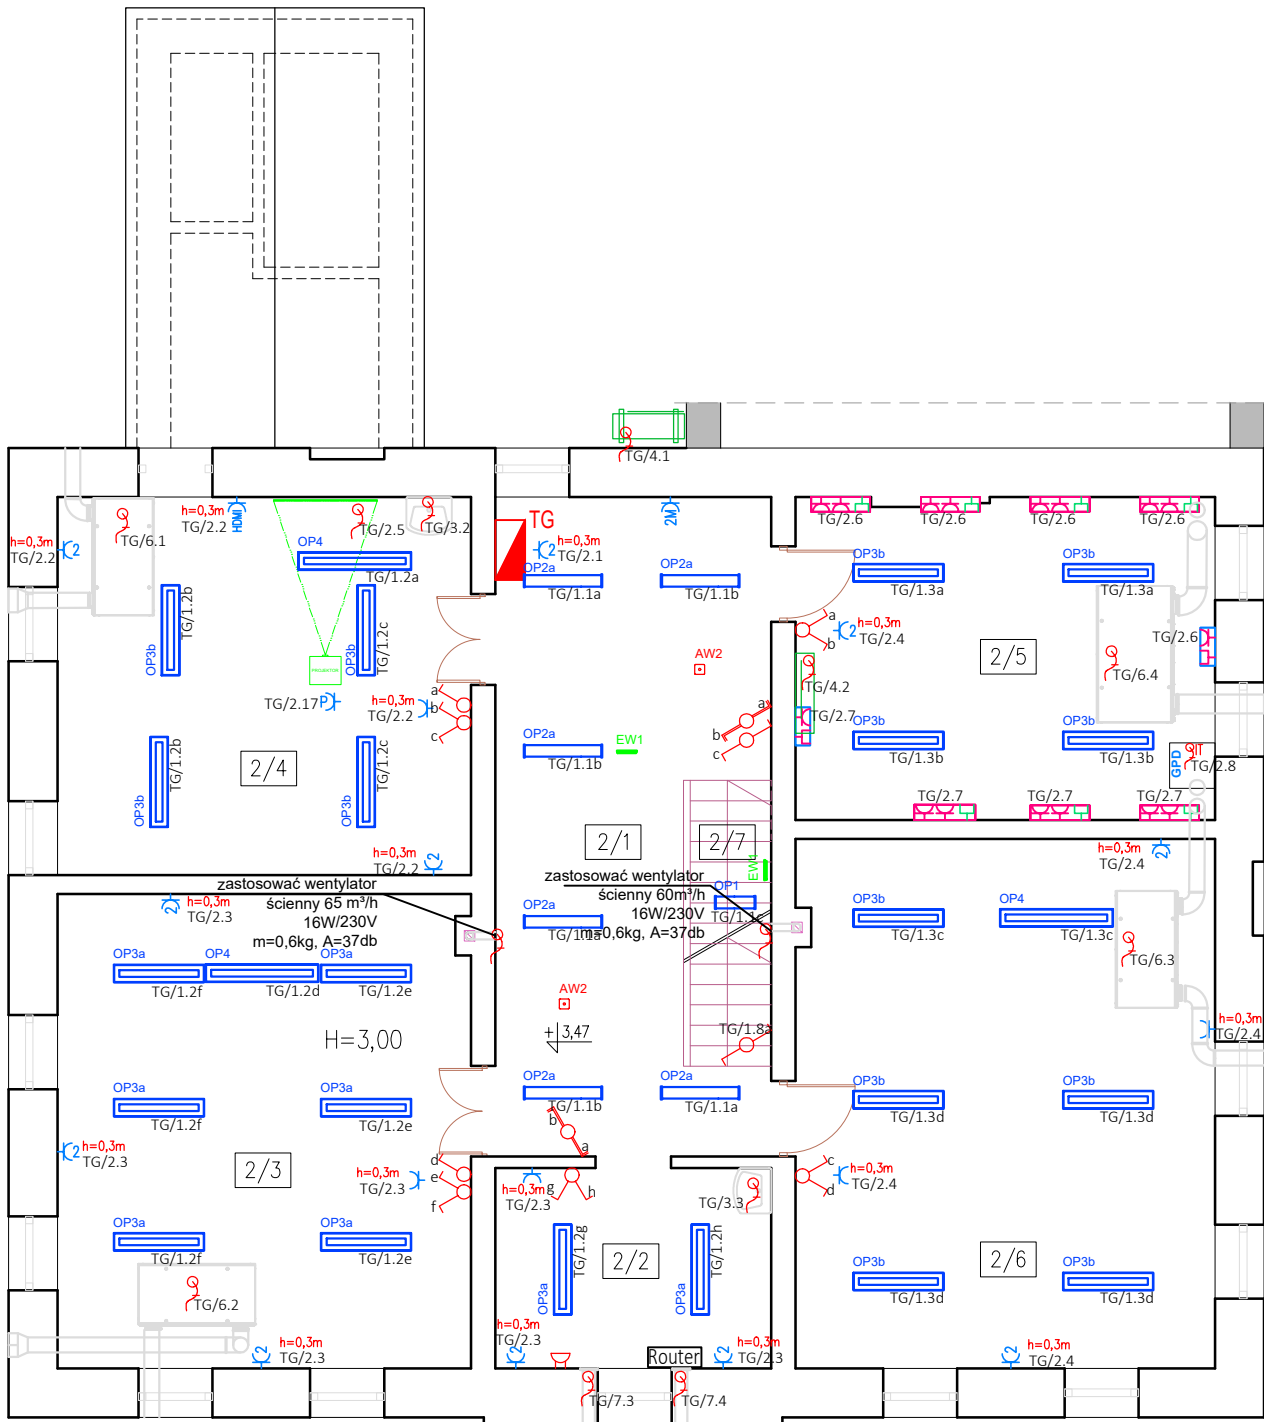 TG/4.1
h=0,3m
TG/2.2
HDMI
TG/2.5
TG/3.2
TG
2M
TG/2.6
TG/2.6
TG/2.6
TG/2.6
h=0,3m
TG/2.2
2
TG/6.1
OP4
TG/1.2a
2
h=0,3m
TG/2.1
OP2a
TG/1.1a
OP2a
TG/1.1b
OP3b
TG/1.3a
OP3b
TG/1.3a
TG/1.2b
OP3b
TG/1.2c
OP3b
a
b
2
h=0,3m
TG/2.4
2/5
TG/2.6
TG/6.4
AW2
TG/4.2
TG/2.17
P
h=0,3m
TG/2.2
a
b
c
a
b
c
TG/2.7
OP3b
TG/1.3b
OP3b
TG/1.3b
GPD
IT
TG/2.8
OP2a
TG/1.1b
EW1
TG/1.2b
OP3b
TG/1.2c
OP3b
2/4
TG/2.7
TG/2.7
TG/2.7
2/1
2/7
EW1
h=0,3m
TG/2.2
2
h=0,3m
TG/2.4
2
zastosować wentylator
ścienny 65 m³/h
16W/230V
m=0,6kg, A=37db
zastosować wentylator
ścienny 60m³/h
16W/230V
m=0,6kg, A=37db
OP1
2
h=0,3m
TG/2.3
OP2a
TG/1.1a
OP3b
TG/1.3c
OP4
TG/1.3c
TG/6.3
OP3a
TG/1.2f
OP4
TG/1.2d
OP3a
TG/1.2e
AW2
H=3,00
+ 3,47
TG/1.8a
h=0,3m
TG/2.4
OP3a
TG/1.2f
OP3a
TG/1.2e
OP2a
TG/1.1b
OP2a
TG/1.1a
OP3b
TG/1.3d
OP3b
TG/1.3d
b
a
2
h=0,3m
TG/2.3
2/3
h=0,3m
TG/2.3
d
e
f
h=0,3m
TG/2.3
g
h
TG/3.3
c
d
h=0,3m
TG/2.4
OP3a
TG/1.2f
OP3a
TG/1.2e
TG/1.2g
OP3a
2/2
TG/1.2h
OP3a
2/6
OP3b
TG/1.3d
OP3b
TG/1.3d
TG/6.2
h=0,3m
TG/2.3
2
h=0,3m
TG/2.3
2
Router
2
h=0,3m
TG/2.3
2
h=0,3m
TG/2.4
TG/7.3
TG/7.4